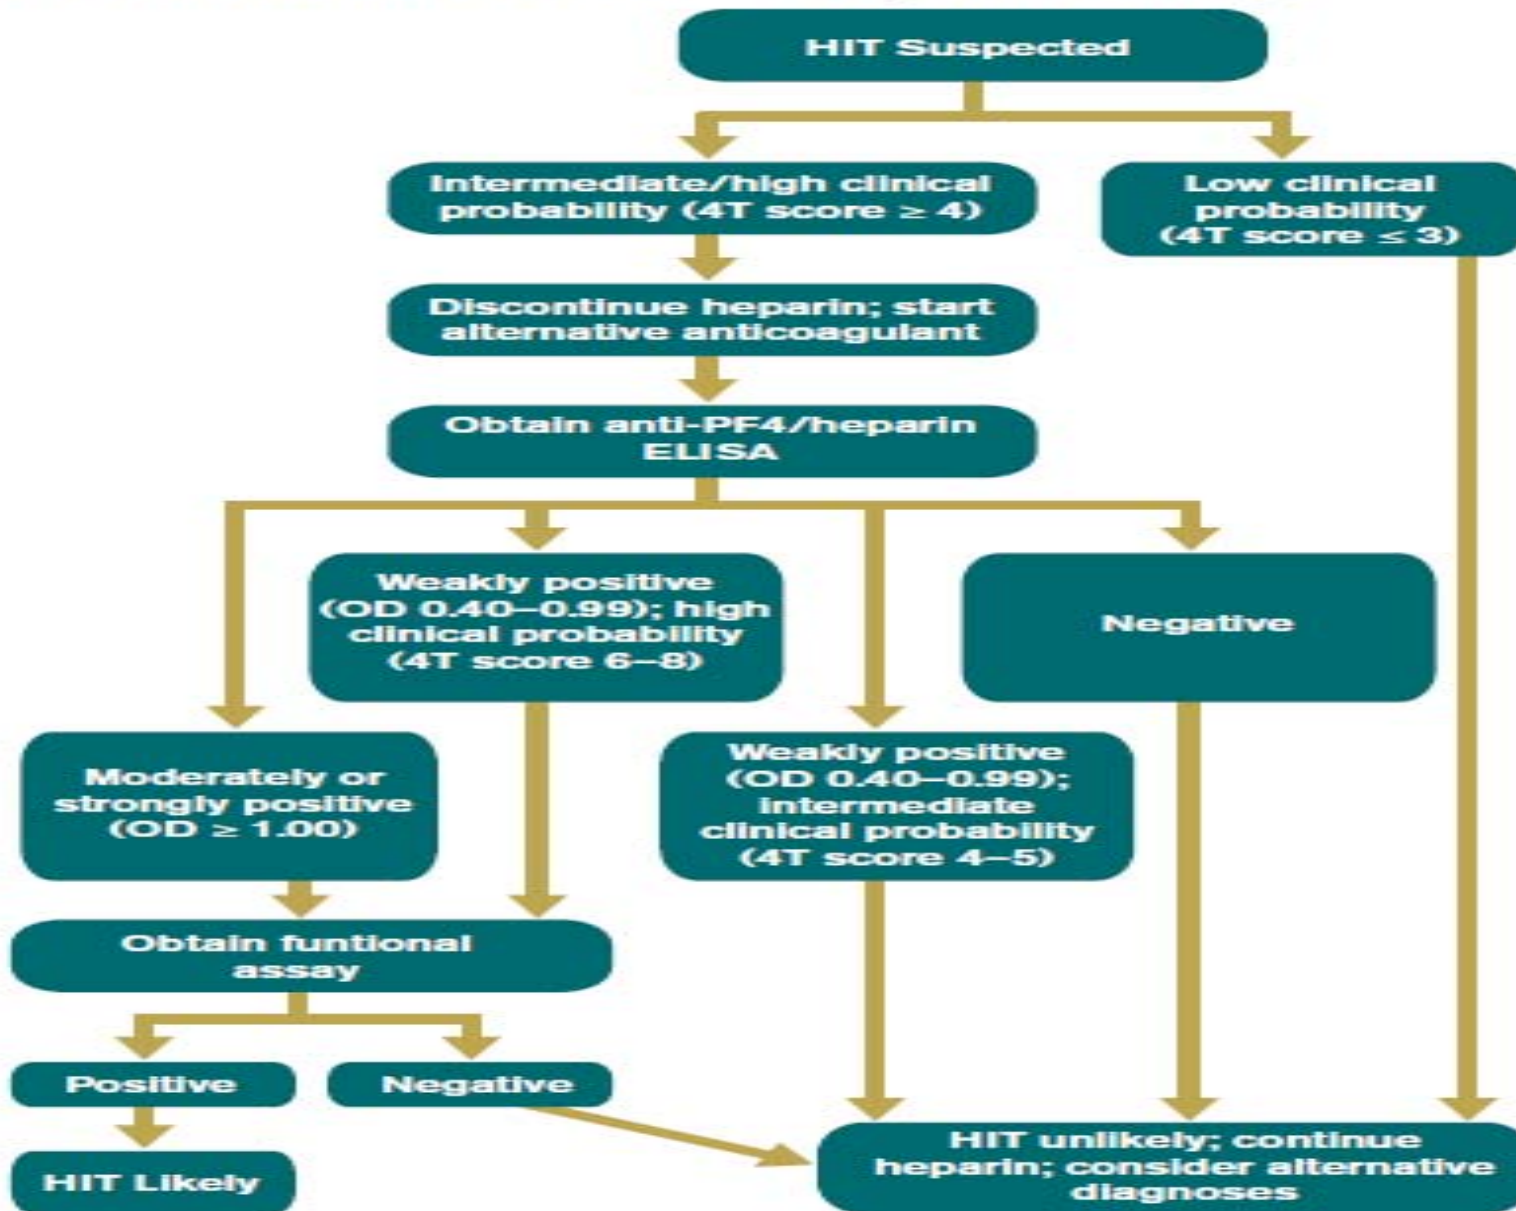 HIT Suspected
Intermediate/high clinical
probability (4T score ≥ 4)
Low clinical
probability
(4T score ≤ 3)
Discontinue heparin; start
alternative anticoagulant
Obtain anti-PF4/heparin
ELISA
Weakly positive
(OD 0.40–0.99); high
clinical probability
(4T score 6–8)
Negative
Moderately or
strongly positive
(OD ≥ 1.00)
Weakly positive
(OD 0.40–0.99);
intermediate
clinical probability
(4T score 4–5)
Obtain funtional
assay
Positive
Negative
HIT Likely
HIT unlikely; continue
heparin; consider alternative
diagnoses